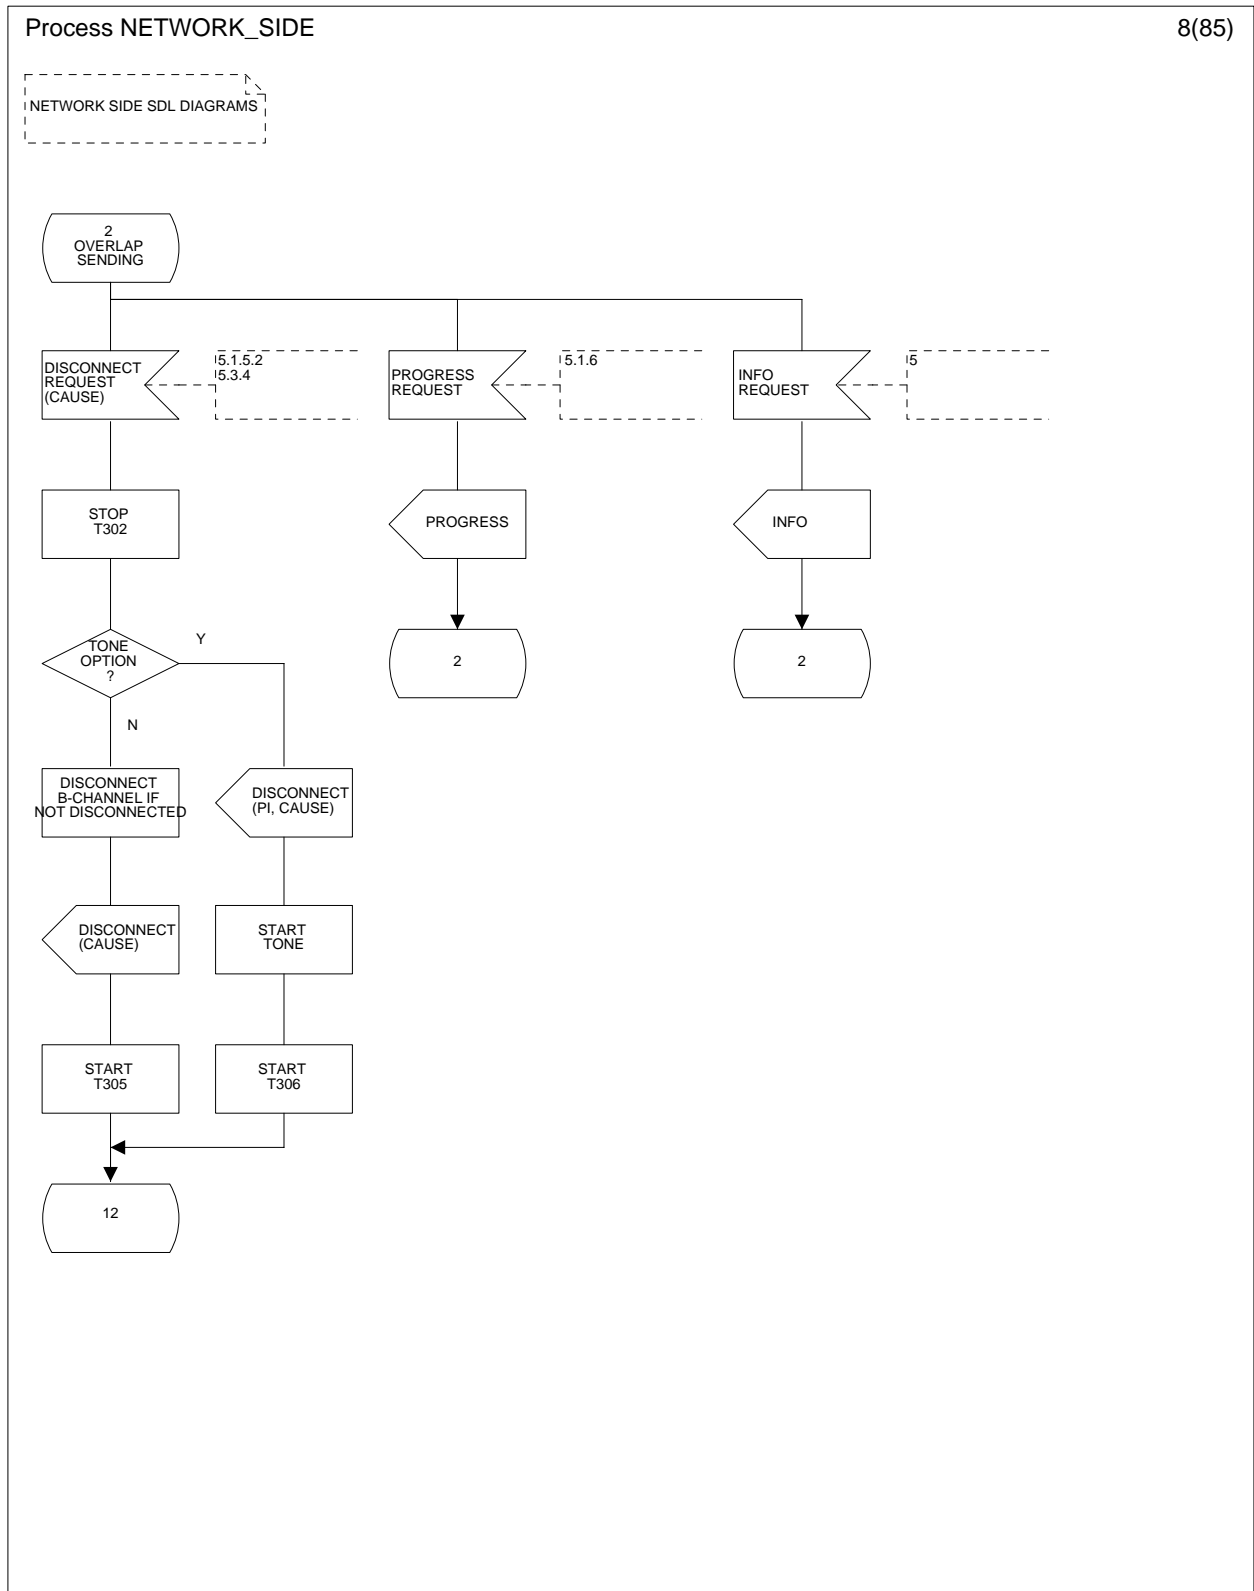 Process NETWORK_SIDE
8(85)
NETWORK SIDE SDL DIAGRAMS
2
OVERLAP
SENDING
DISCONNECT
REQUEST
(CAUSE)
5.1.5.2
5.3.4
PROGRESS
REQUEST
5.1.6
INFO
REQUEST
5
STOP
T302
PROGRESS
INFO
TONE
OPTION
?
Y
N
2
2
DISCONNECT
B-CHANNEL IF
NOT DISCONNECTED
DISCONNECT
(PI, CAUSE)
DISCONNECT
(CAUSE)
START
TONE
START
T305
START
T306
12